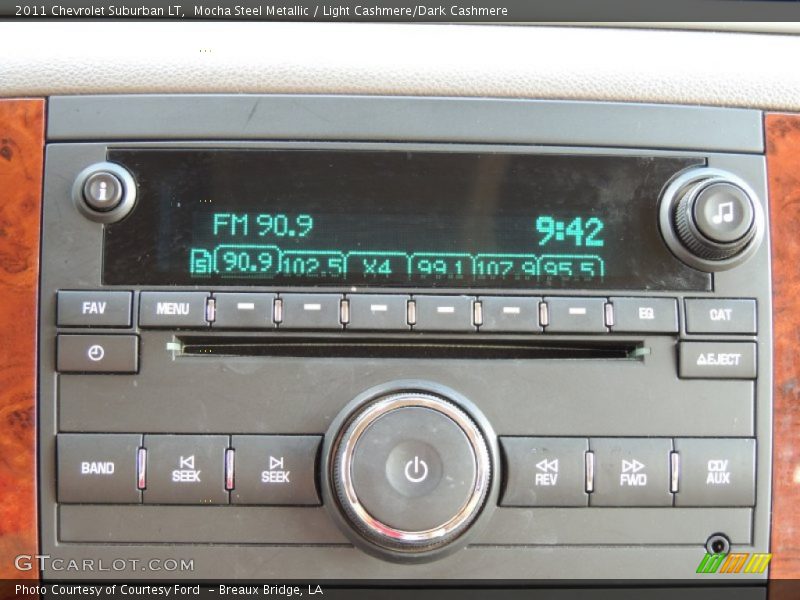 2011 Chevrolet Suburban LT, Mocha Steel Metallic / Light Cashmere/Dark Cashmere
i
FM 90.9 9:42
90.9 102.5 X4 99.1 107.9 95.5
FAV MENU EQ CAT
EJECT
BAND SEEK SEEK REV FWD CD/
AUX
GTCARLOT.COM
Photo Courtesy of Courtesy Ford - Breaux Bridge, LA